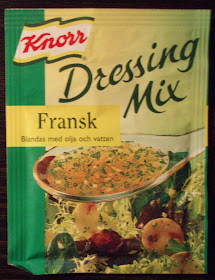 Knorr
Dressing
Mix
Fransk
Blandas med olja och vatten